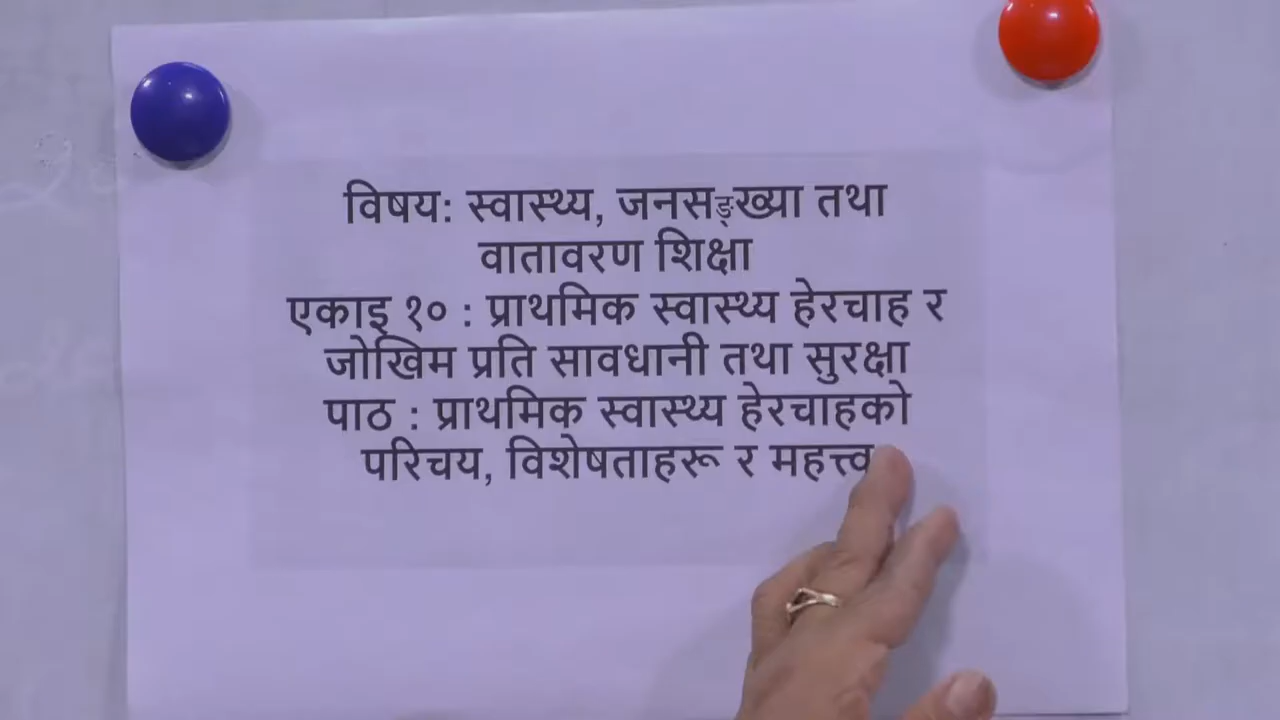 विषय: स्वास्थ्य, जनसङ्ख्या तथा
वातावरण शिक्षा
एकाइ १० : प्राथमिक स्वास्थ्य हेरचाह र
जोखिम प्रति सावधानी तथा सुरक्षा
पाठ : प्राथमिक स्वास्थ्य हेरचाहको
परिचय, विशेषताहरू र महत्त्व